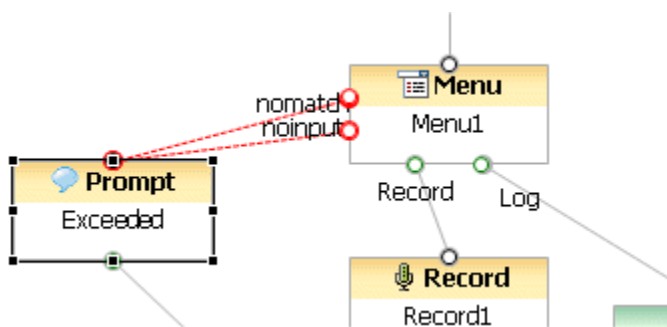 Menu
nomatch
noinput
Menu1
Prompt
Record
Log
Exceeded
Record
Record1